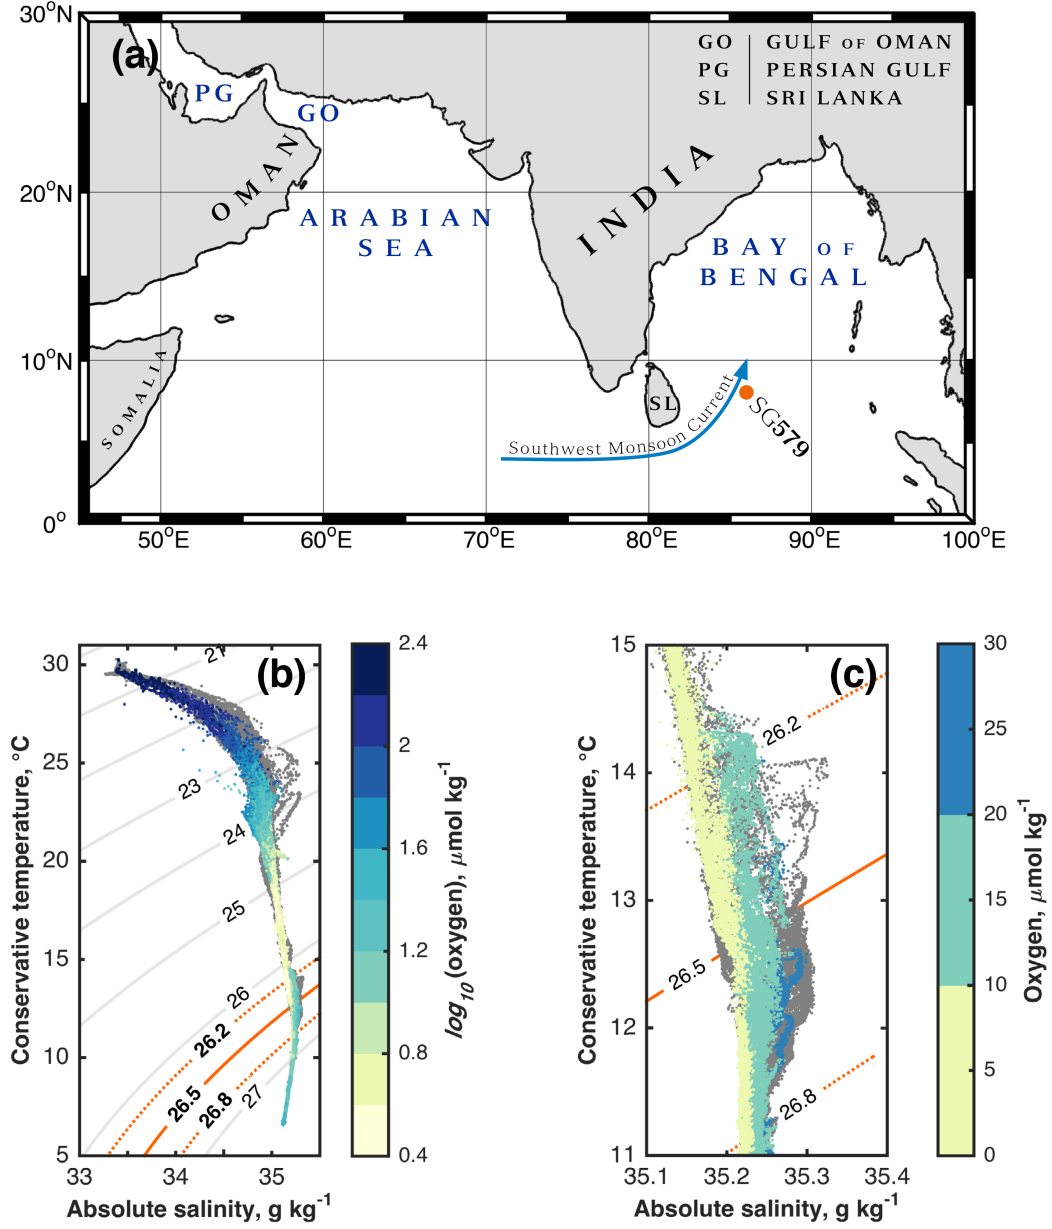 30°N
20°N
10°N
0°
50°E
60°E
70°E
80°E
90°E
100°E
(a)
GO | GULF OF OMAN
PG | PERSIAN GULF
SL | SRI LANKA
PG
GO
OMAN
ARABIAN
SEA
INDIA
BAY OF
BENGAL
SOMALIA
SL
Southwest Monsoon Current
SG579
(b)
30
25
20
15
10
5
33
34
35
Conservative temperature, °C
Absolute salinity, g kg-1
21
23
24
25
26
26.2
26.5
26.8
27
2.4
2
1.6
1.2
0.8
0.4
log10(oxygen), μmol kg-1
(c)
15
14
13
12
11
35.1
35.2
35.3
35.4
Conservative temperature, °C
Absolute salinity, g kg-1
26.2
26.5
26.8
30
25
20
15
10
5
0
Oxygen, μmol kg-1